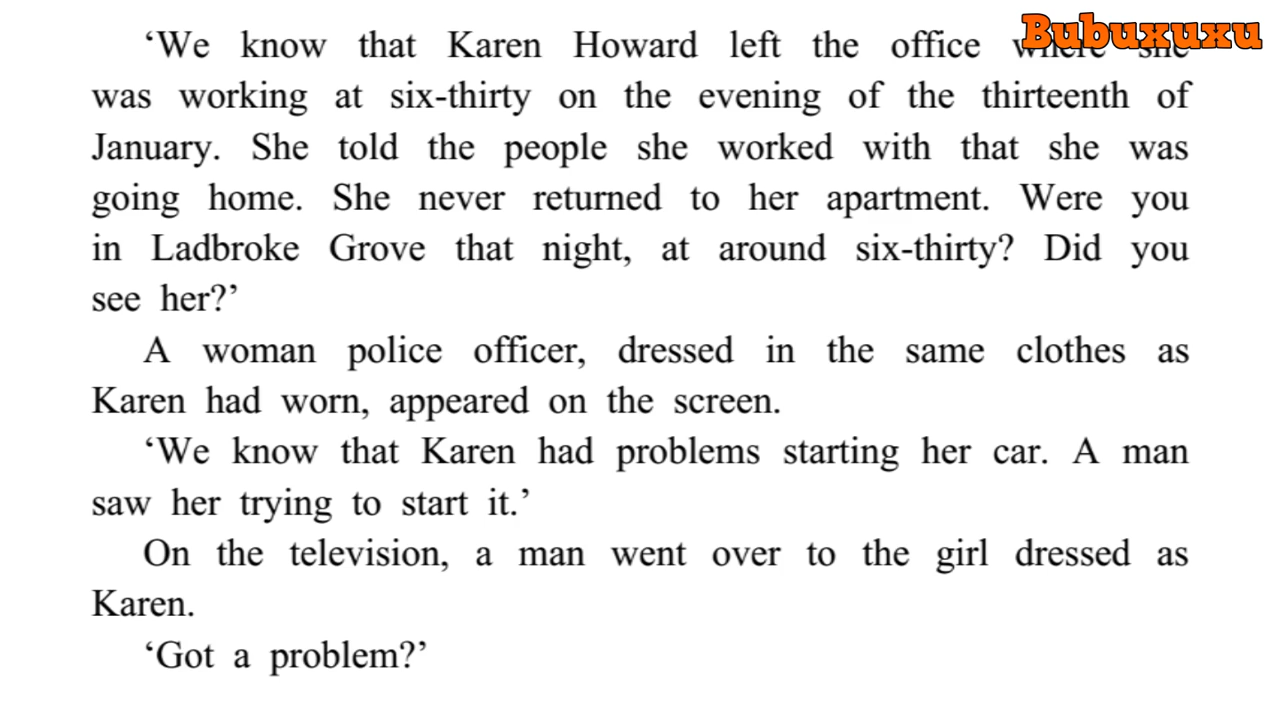 ‘We know that Karen Howard left the office where she
Bubuxuxu
was working at six-thirty on the evening of the thirteenth of
January. She told the people she worked with that she was
going home. She never returned to her apartment. Were you
in Ladbroke Grove that night, at around six-thirty? Did you
see her?’
A woman police officer, dressed in the same clothes as
Karen had worn, appeared on the screen.
‘We know that Karen had problems starting her car. A man
saw her trying to start it.’
On the television, a man went over to the girl dressed as
Karen.
‘Got a problem?’